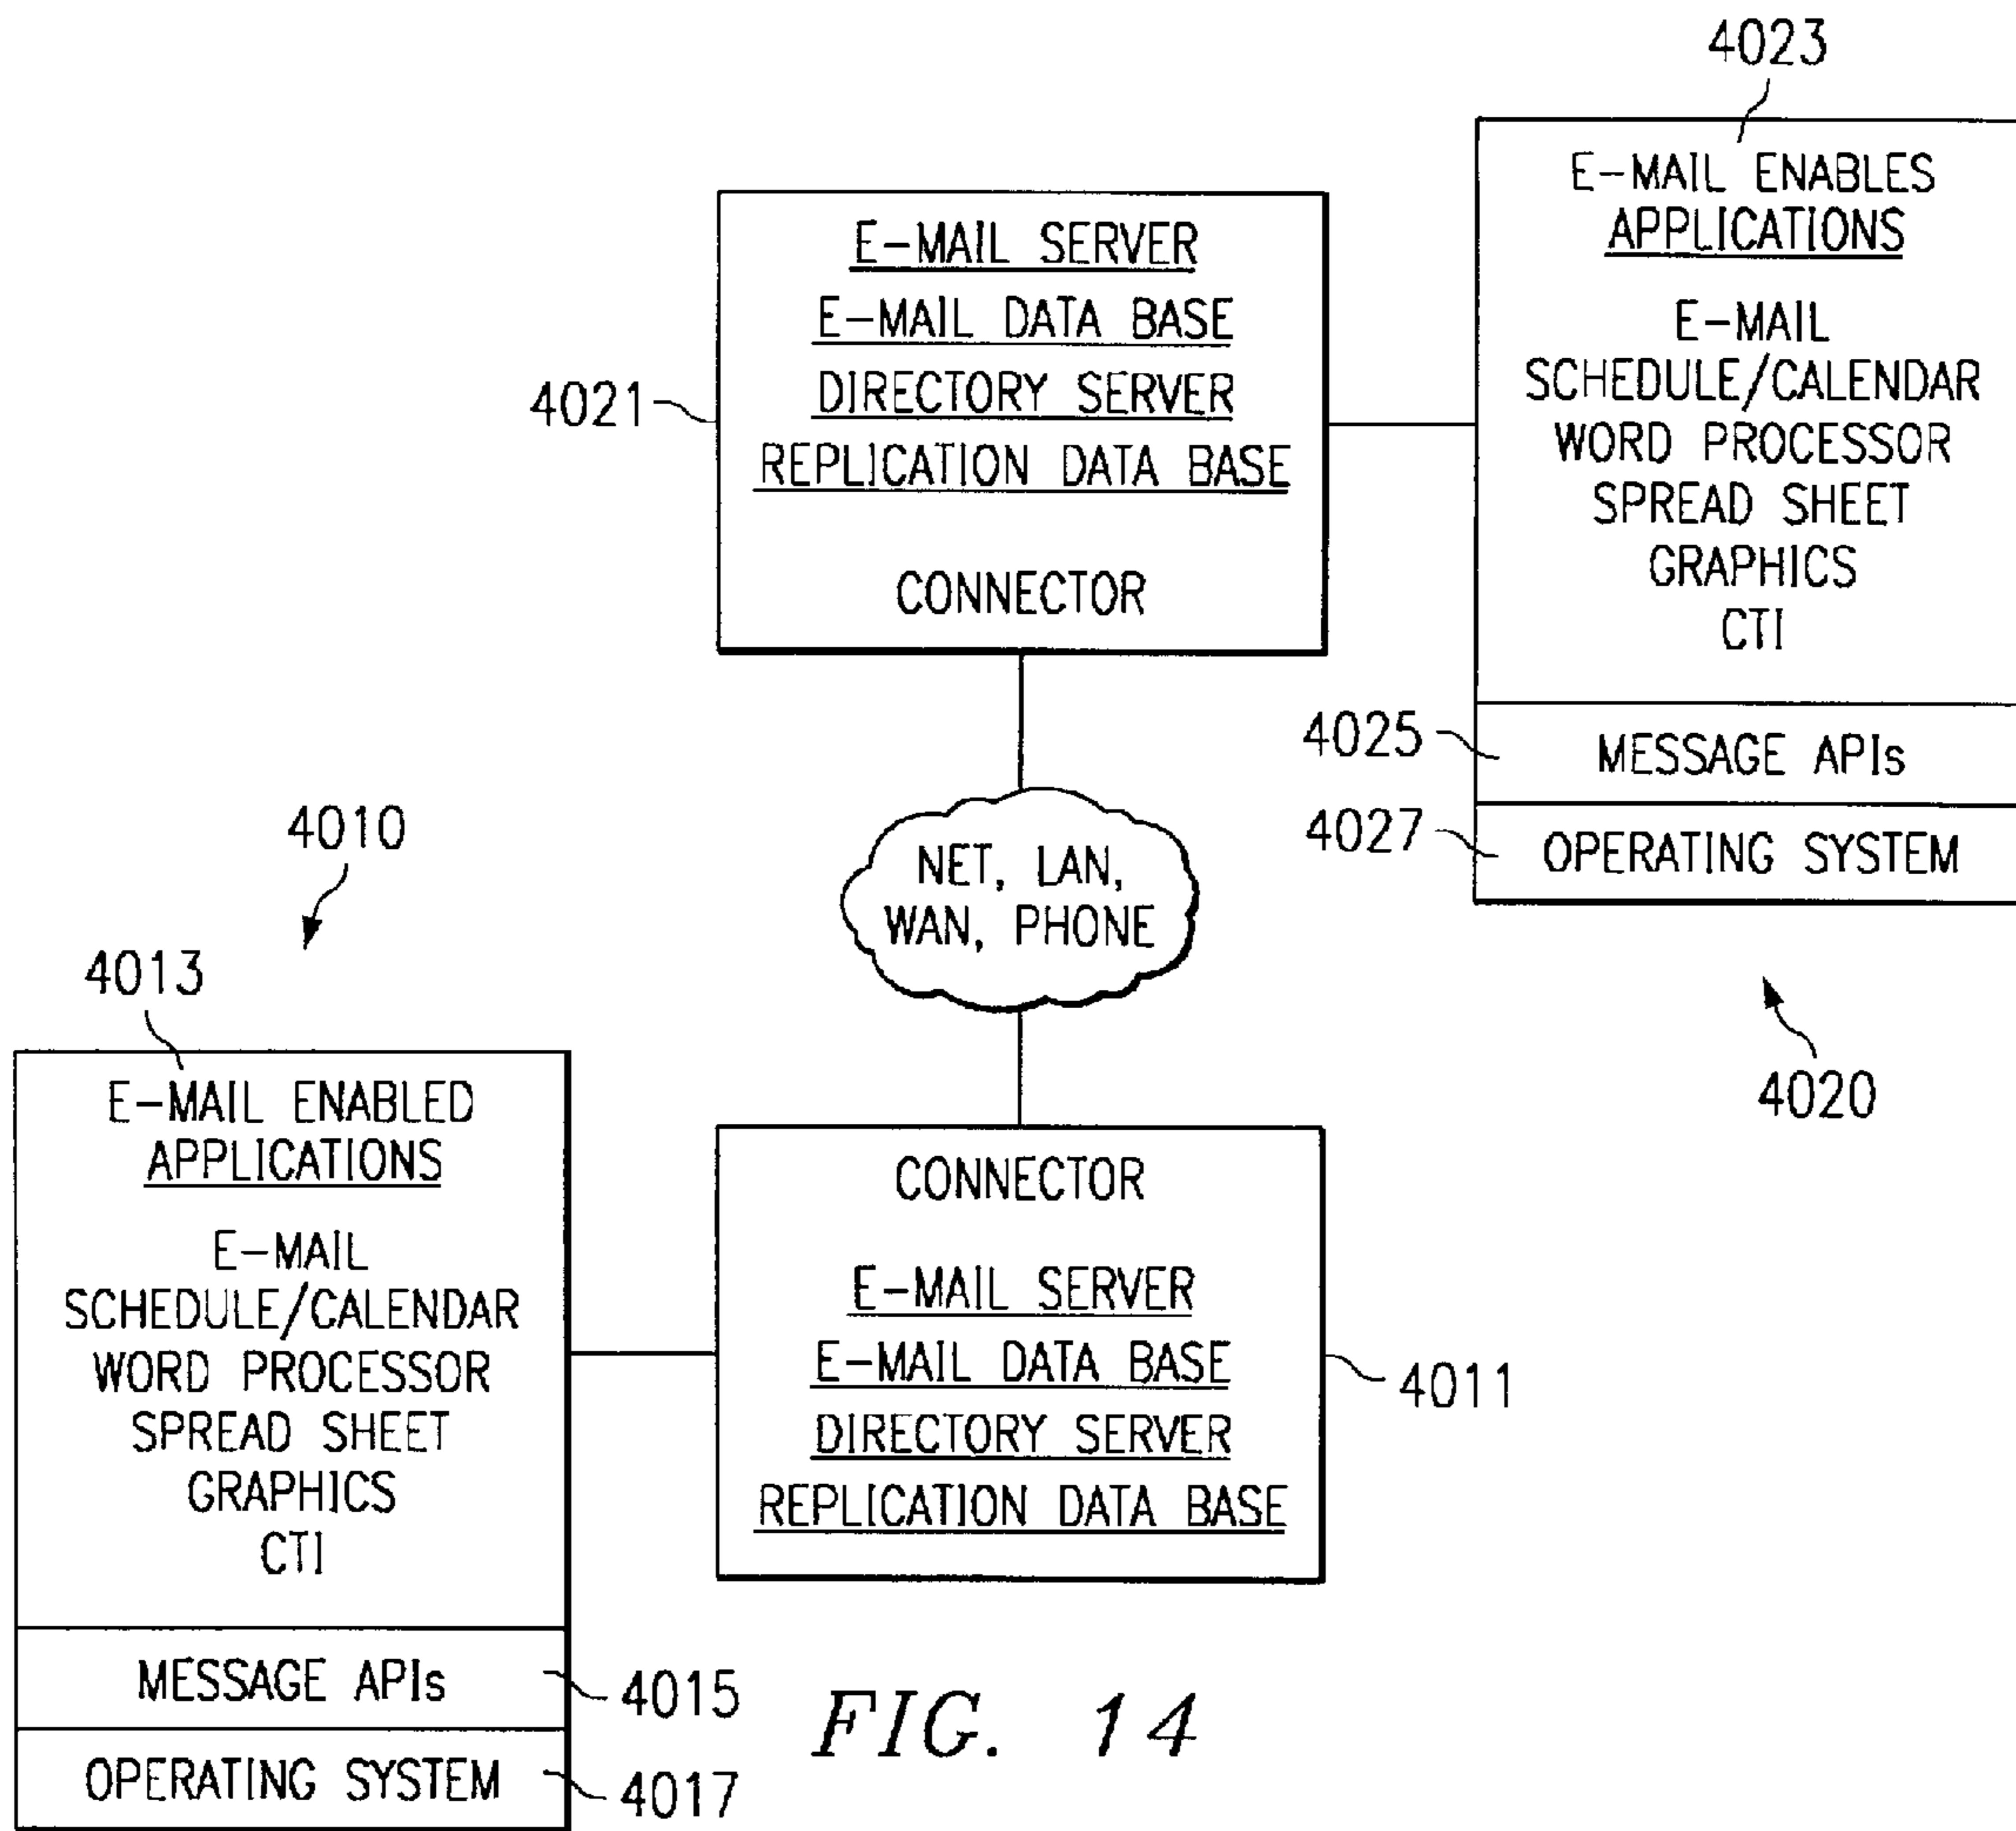 4023
E-MAIL ENABLES
APPLICATIONS
E-MAIL
SCHEDULE/CALENDAR
WORD PROCESSOR
SPREAD SHEET
GRAPHICS
CTI
4025
MESSAGE APIs
4027
OPERATING SYSTEM
4020
E-MAIL SERVER
E-MAIL DATA BASE
DIRECTORY SERVER
REPLICATION DATA BASE
CONNECTOR
4021
NET, LAN,
WAN, PHONE
4010
4013
E-MAIL ENABLED
APPLICATIONS
E-MAIL
SCHEDULE/CALENDAR
WORD PROCESSOR
SPREAD SHEET
GRAPHICS
CTI
MESSAGE APIs
4015
OPERATING SYSTEM
4017
CONNECTOR
E-MAIL SERVER
E-MAIL DATA BASE
DIRECTORY SERVER
REPLICATION DATA BASE
4011
FIG. 14